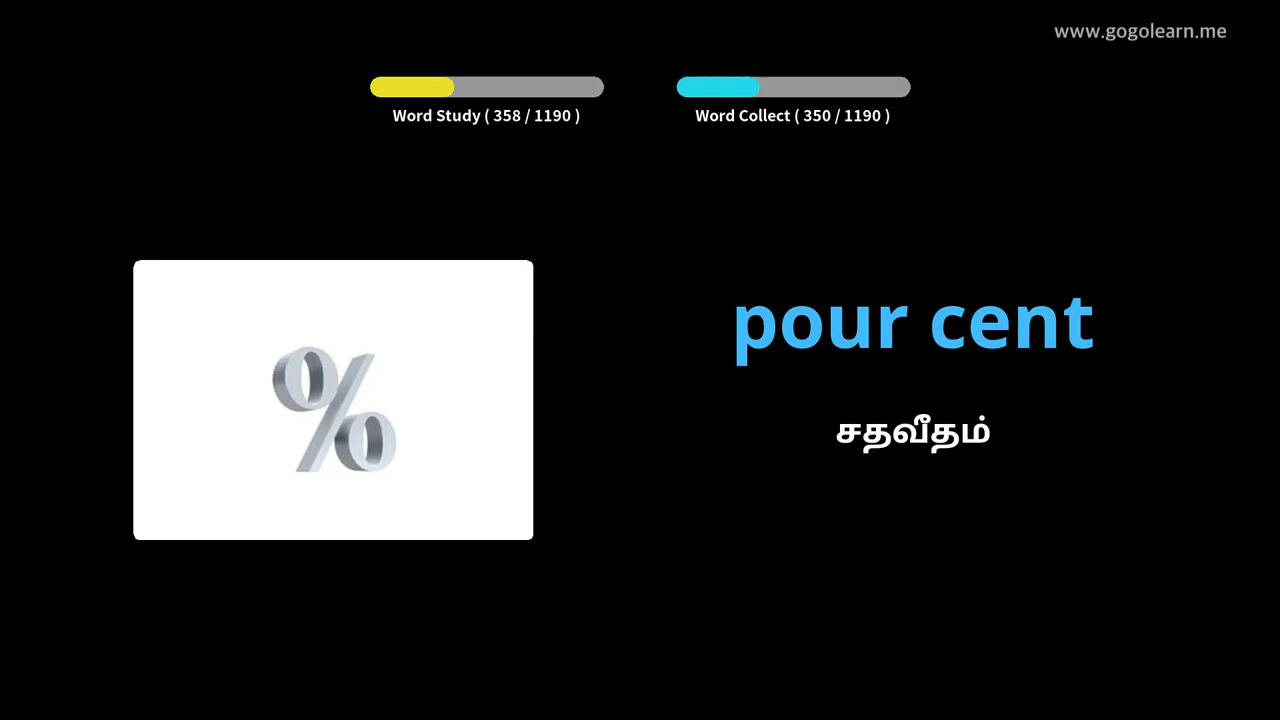 www.gogolearn.me
Word Study ( 358 / 1190 )
Word Collect ( 350 / 1190 )
%
pour cent
சதவீதம்